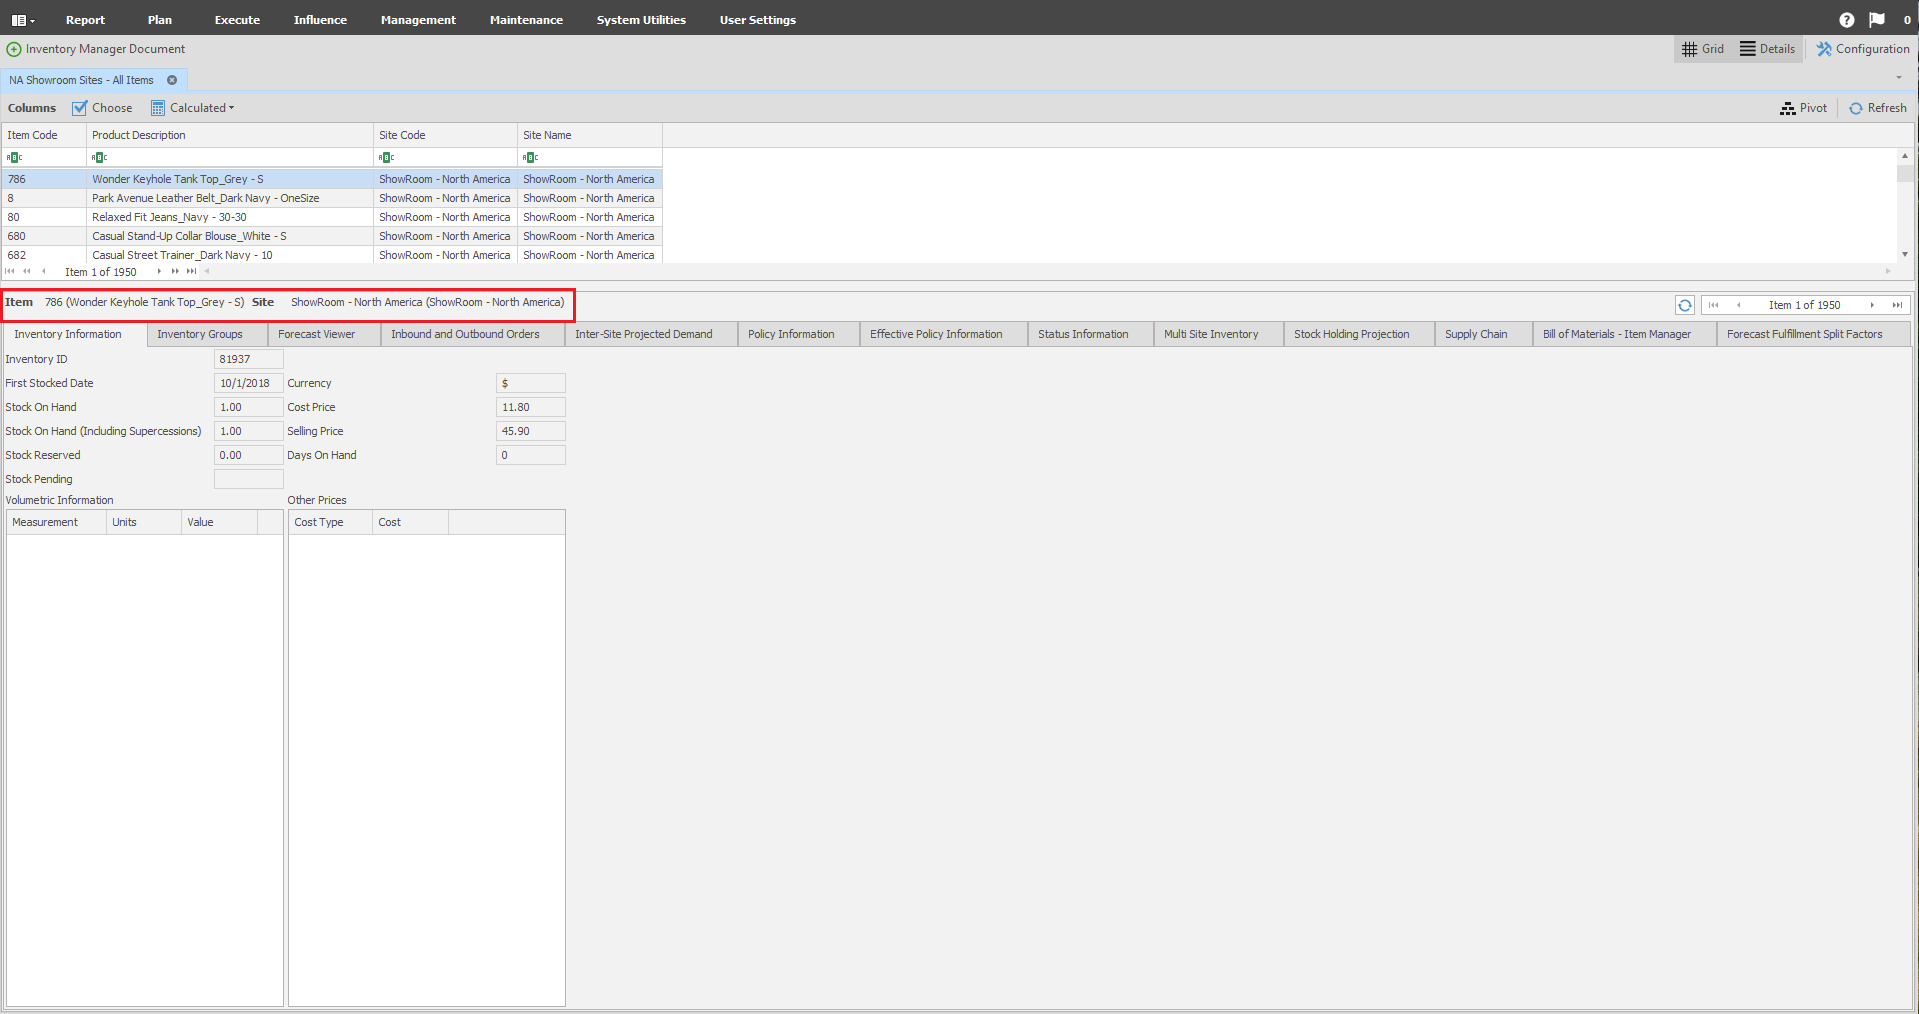 Report Plan Execute Influence Management Maintenance System Utilities User Settings 0
Inventory Manager Document Grid Details Configuration
NA Showroom Sites - All Items
Columns Choose Calculated Pivot Refresh
Item Code Product Description Site Code Site Name
ABC ABC ABC ABC
786 Wonder Keyhole Tank Top_Grey - S ShowRoom - North America ShowRoom - North America
8 Park Avenue Leather Belt_Dark Navy - OneSize ShowRoom - North America ShowRoom - North America
80 Relaxed Fit Jeans_Navy - 30-30 ShowRoom - North America ShowRoom - North America
680 Casual Stand-Up Collar Blouse_White - S ShowRoom - North America ShowRoom - North America
682 Casual Street Trainer_Dark Navy - 10 ShowRoom - North America ShowRoom - North America
Item 1 of 1950
Item 786 (Wonder Keyhole Tank Top_Grey - S) Site ShowRoom - North America (ShowRoom - North America) Item 1 of 1950
Inventory Information Inventory Groups Forecast Viewer Inbound and Outbound Orders Inter-Site Projected Demand Policy Information Effective Policy Information Status Information Multi Site Inventory Stock Holding Projection Supply Chain Bill of Materials - Item Manager Forecast Fulfillment Split Factors
Inventory ID 81937
First Stocked Date 10/1/2018 Currency $
Stock On Hand 1.00 Cost Price 11.80
Stock On Hand (Including Supercessions) 1.00 Selling Price 45.90
Stock Reserved 0.00 Days On Hand 0
Stock Pending
Volumetric Information Other Prices
Measurement Units Value Cost Type Cost